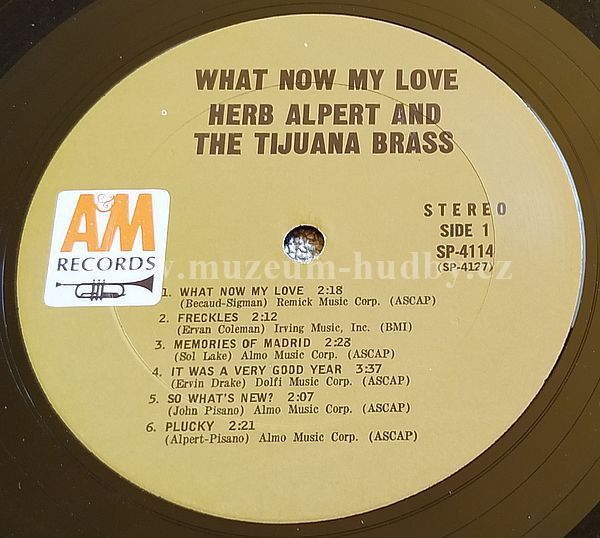 WHAT NOW MY LOVE
HERB ALPERT AND
THE TIJUANA BRASS
A&M
RECORDS
STEREO
SIDE 1
SP-4114
(SP-4127)
www.muzeum-hudby.cz
1. WHAT NOW MY LOVE 2:18
(Becaud-Sigman) Remick Music Corp. (ASCAP)
2. FRECKLES 2:12
(Ervan Coleman) Irving Music, Inc. (BMI)
3. MEMORIES OF MADRID 2:28
(Sol Lake) Almo Music Corp. (ASCAP)
4. IT WAS A VERY GOOD YEAR 3:37
(Ervin Drake) Dolfi Music Corp. (ASCAP)
5. SO WHAT'S NEW? 2:07
(John Pisano) Almo Music Corp. (ASCAP)
6. PLUCKY 2:21
(Alpert-Pisano) Almo Music Corp. (ASCAP)